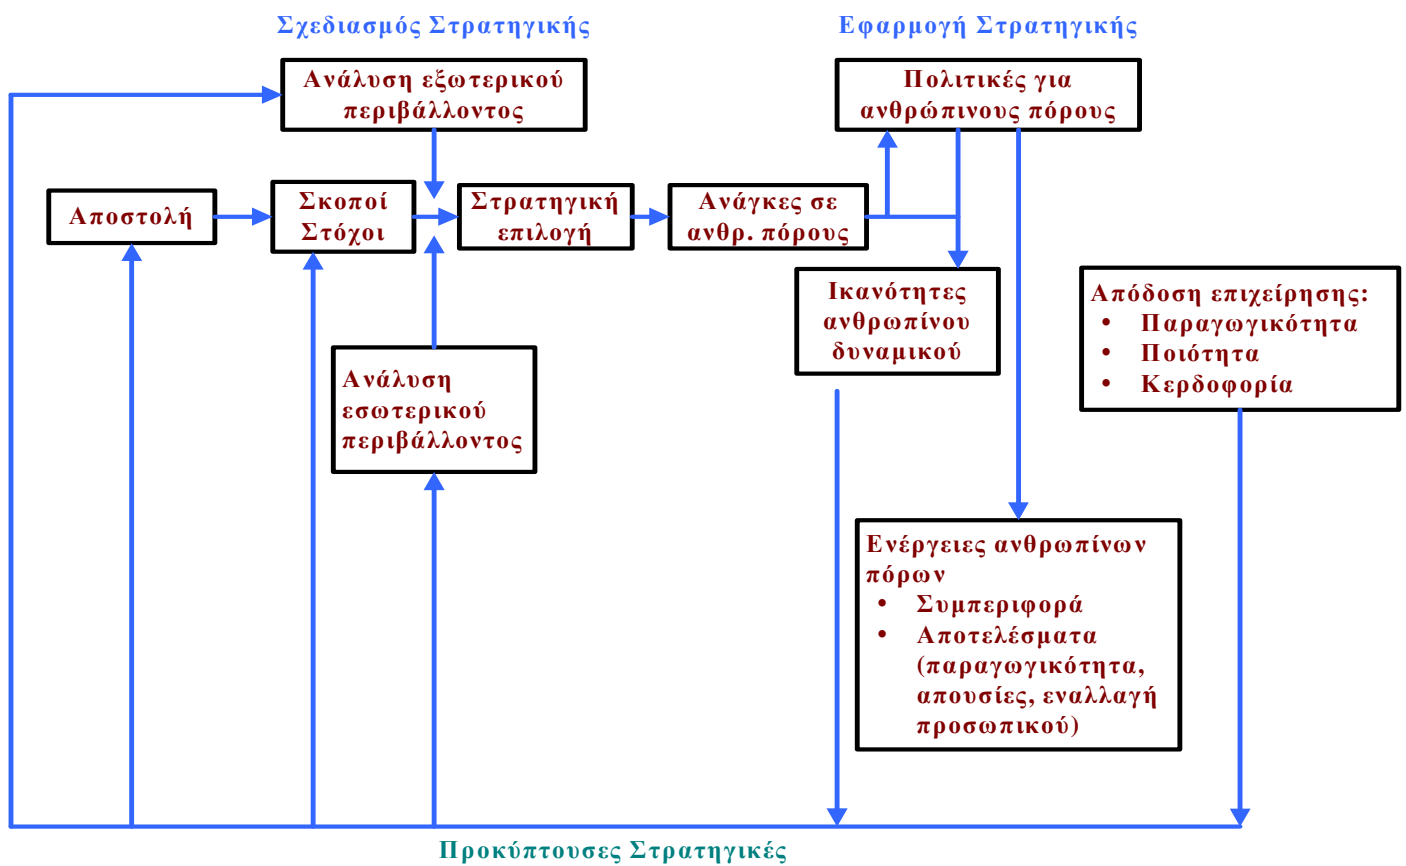 Σχεδιασμός Στρατηγικής
Εφαρμογή Στρατηγικής
Ανάλυση εξωτερικού
περιβάλλοντος
Πολιτικές για
ανθρώπινους πόρους
Αποστολή
Σκοποί
Στόχοι
Στρατηγική
επιλογή
Ανάγκες σε
ανθρ. πόρους
Ικανότητες
ανθρωπίνου
δυναμικού
Απόδοση επιχείρησης:
• Παραγωγικότητα
• Ποιότητα
• Κερδοφορία
Ανάλυση
εσωτερικού
περιβάλλοντος
Ενέργειες ανθρωπίνων
πόρων
• Συμπεριφορά
• Αποτελέσματα
(παραγωγικότητα,
απουσίες, εναλλαγή
προσωπικού)
Προκύπτουσες Στρατηγικές